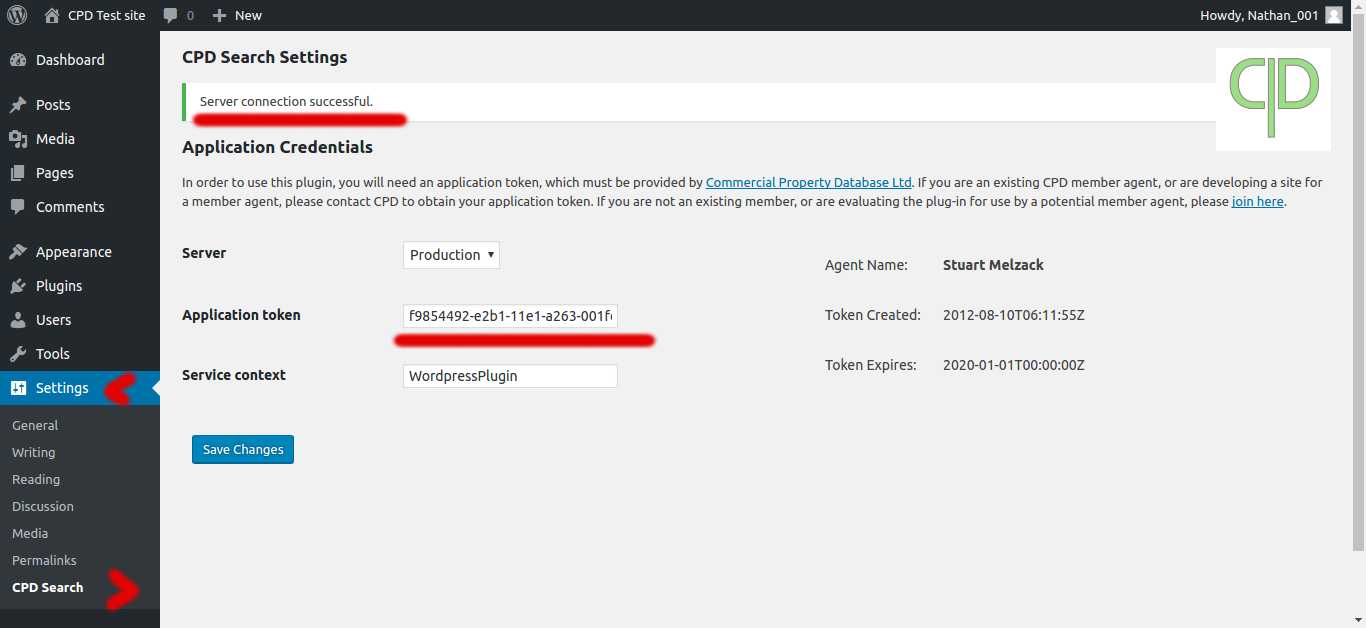 CPD Test site
0
New
Howdy, Nathan_001
Dashboard
Posts
Media
Pages
Comments
Appearance
Plugins
Users
Tools
Settings
General
Writing
Reading
Discussion
Media
Permalinks
CPD Search
CPD Search Settings
Server connection successful.
Application Credentials
In order to use this plugin, you will need an application token, which must be provided by Commercial Property Database Ltd. If you are an existing CPD member agent, or are developing a site for
a member agent, please contact CPD to obtain your application token. If you are not an existing member, or are evaluating the plug-in for use by a potential member agent, please join here.
Server
Production
Application token
f9854492-e2b1-11e1-a263-001f
Service context
WordpressPlugin
Agent Name: Stuart Melzack
Token Created: 2012-08-10T06:11:55Z
Token Expires: 2020-01-01T00:00:00Z
Save Changes